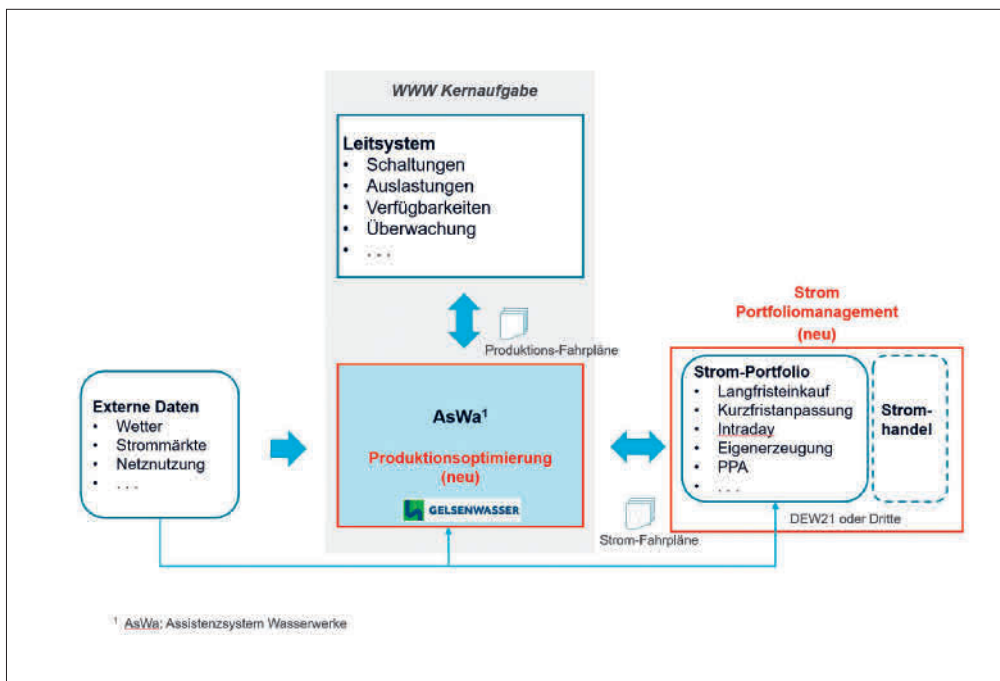 WWW Kernaufgabe
Leitsystem
• Schaltungen
• Auslastungen
• Verfügbarkeiten
• Überwachung
• . . .
Produktions-Fahrpläne
Externe Daten
• Wetter
• Strommärkte
• Netznutzung
• . . .
AsWa¹
Produktionsoptimierung
(neu)
GELSENWASSER
Strom-Fahrpläne
Strom
Portfoliomanagement
(neu)
Strom-Portfolio
• Langfristeinkauf
• Kurzfristanpassung
• Intraday
• Eigenerzeugung
• PPA
• . . .
Strom-
handel
DEW21 oder Dritte
¹ AsWa: Assistenzsystem Wasserwerke